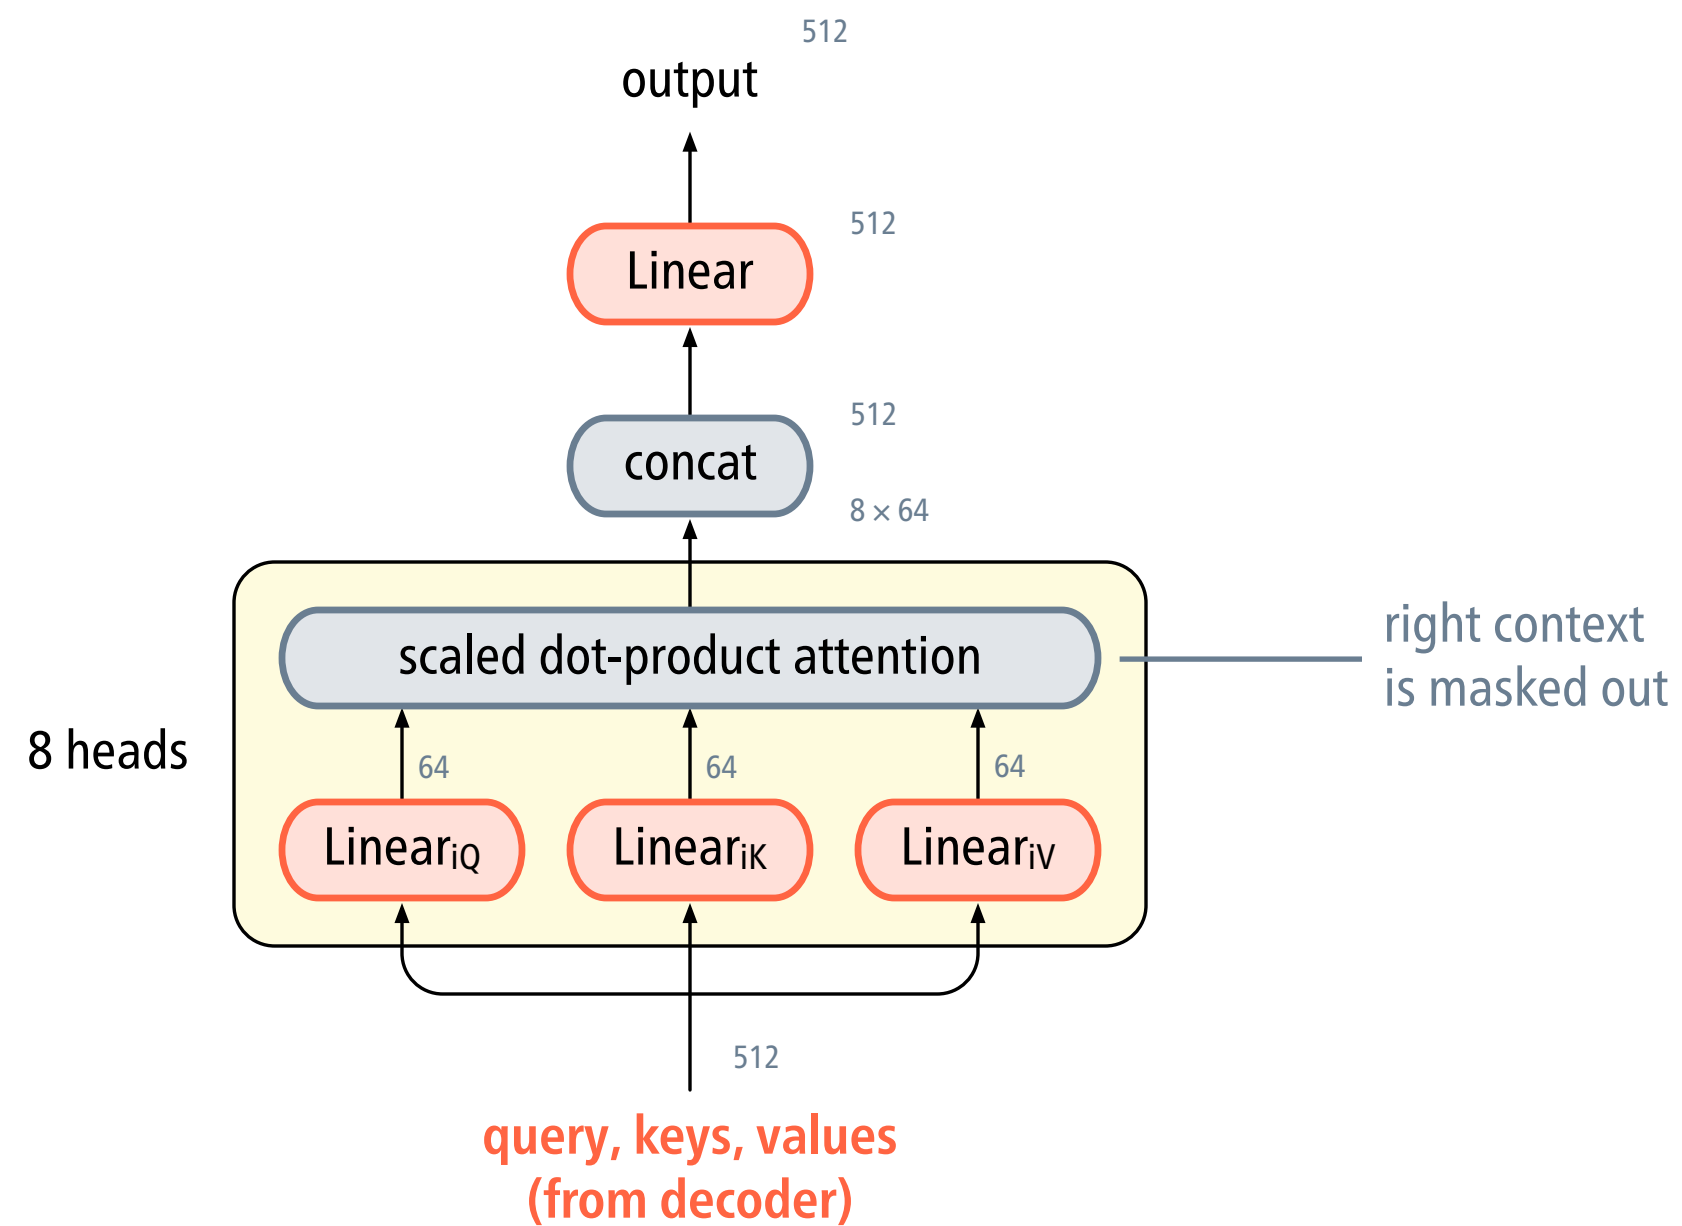 512
output
512
Linear
512
concat
8 × 64
scaled dot-product attention
right context
is masked out
8 heads
64
64
64
LineariQ
LineariK
LineariV
512
query, keys, values
(from decoder)